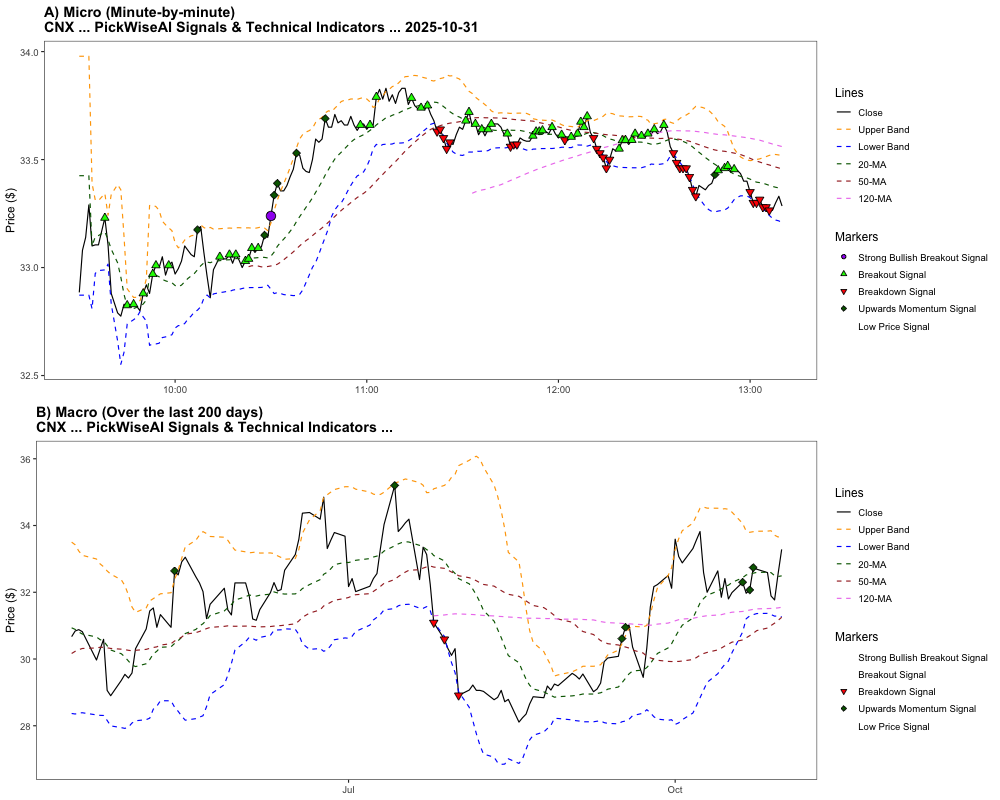 A) Micro (Minute-by-minute)
CNX ... PickWiseAI Signals & Technical Indicators ... 2025-10-31
Price ($)
34.0
33.5
33.0
32.5
10:00
11:00
12:00
13:00
Lines
Close
Upper Band
Lower Band
20-MA
50-MA
120-MA
Markers
Strong Bullish Breakout Signal
Breakout Signal
Breakdown Signal
Upwards Momentum Signal
Low Price Signal
B) Macro (Over the last 200 days)
CNX ... PickWiseAI Signals & Technical Indicators ...
Price ($)
36
34
32
30
28
Jul
Oct
Lines
Close
Upper Band
Lower Band
20-MA
50-MA
120-MA
Markers
Strong Bullish Breakout Signal
Breakout Signal
Breakdown Signal
Upwards Momentum Signal
Low Price Signal